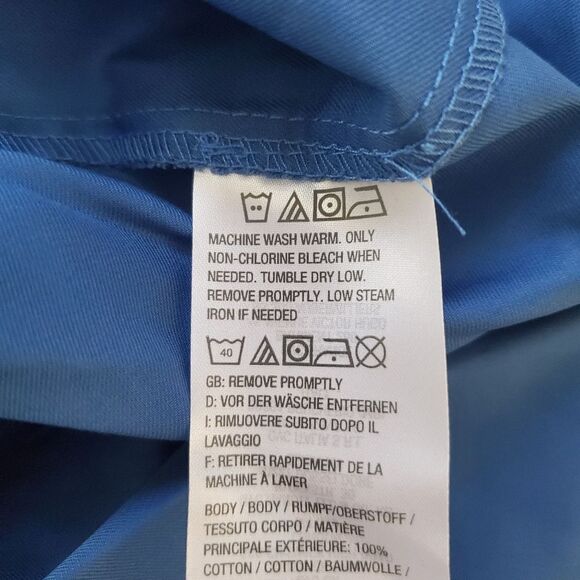 MACHINE WASH WARM. ONLY
NON-CHLORINE BLEACH WHEN
NEEDED. TUMBLE DRY LOW.
REMOVE PROMPTLY. LOW STEAM
IRON IF NEEDED
40
GB: REMOVE PROMPTLY
D: VOR DER WÄSCHE ENTFERNEN
I: RIMUOVERE SUBITO DOPO IL
LAVAGGIO
F: RETIRER RAPIDEMENT DE LA
MACHINE À LAVER
BODY / BODY / RUMPF/OBERSTOFF /
TESSUTO CORPO / MATIÈRE
PRINCIPALE EXTÉRIEURE: 100%
COTTON / COTTON / BAUMWOLLE /